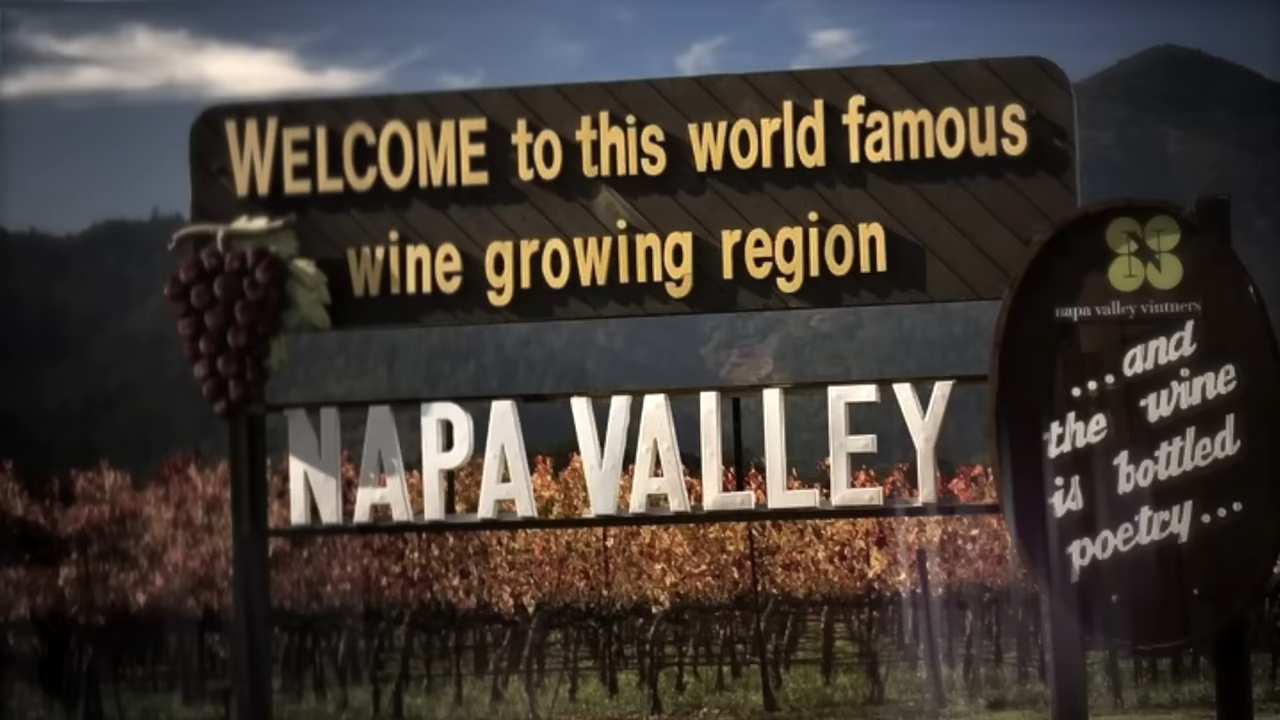 WELCOME to this world famous
wine growing region
NAPA VALLEY
napa valley vintners
...and
the wine
is bottled
poetry...